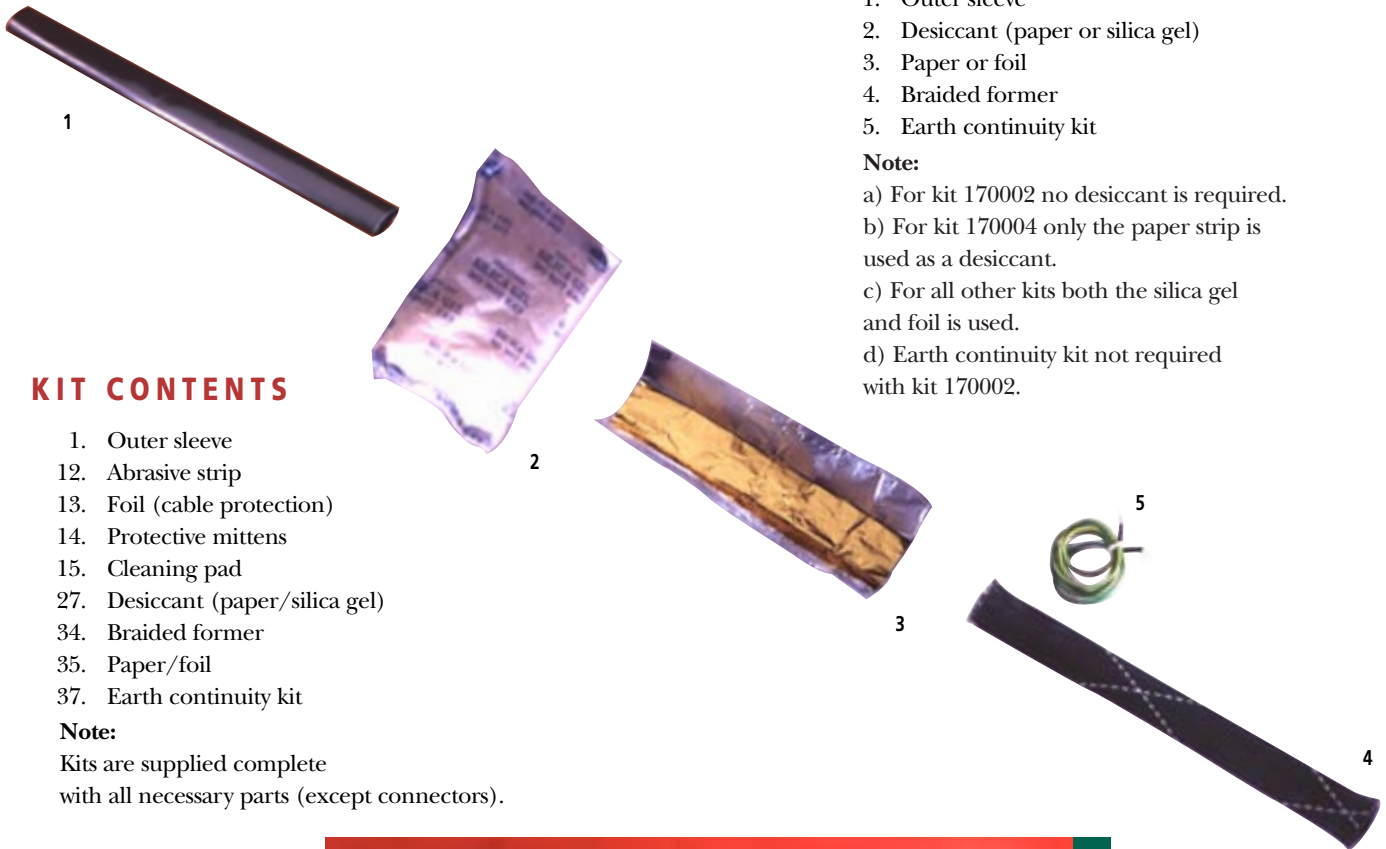 1. Outer sleeve
2. Desiccant (paper or silica gel)
3. Paper or foil
4. Braided former
5. Earth continuity kit
Note:
a) For kit 170002 no desiccant is required.
b) For kit 170004 only the paper strip is
used as a desiccant.
c) For all other kits both the silica gel
and foil is used.
d) Earth continuity kit not required
with kit 170002.
1
2
3
5
4
KIT CONTENTS
1. Outer sleeve
12. Abrasive strip
13. Foil (cable protection)
14. Protective mittens
15. Cleaning pad
27. Desiccant (paper/silica gel)
34. Braided former
35. Paper/foil
37. Earth continuity kit
Note:
Kits are supplied complete
with all necessary parts (except connectors).